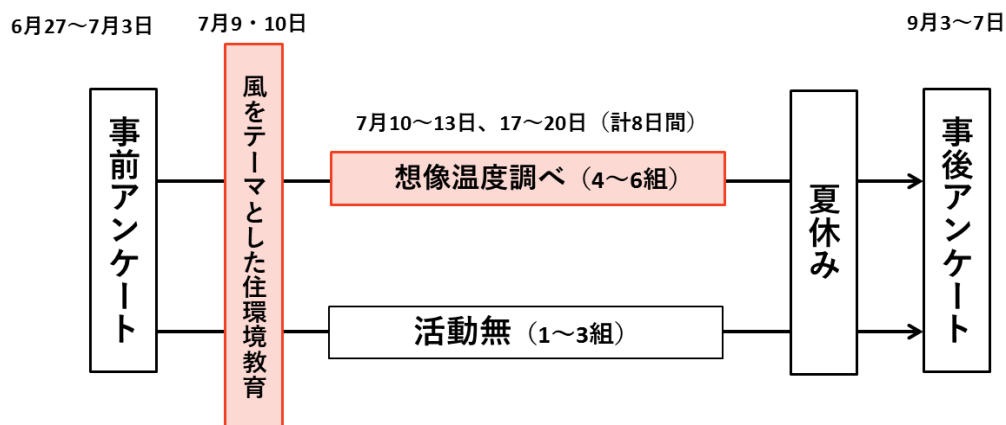 6月27～7月3日
7月9・10日
9月3～7日
事前アンケート
風をテーマとした住環境教育
7月10～13日、17～20日（計8日間）
想像温度調べ（4～6組）
活動無（1～3組）
夏休み
事後アンケート